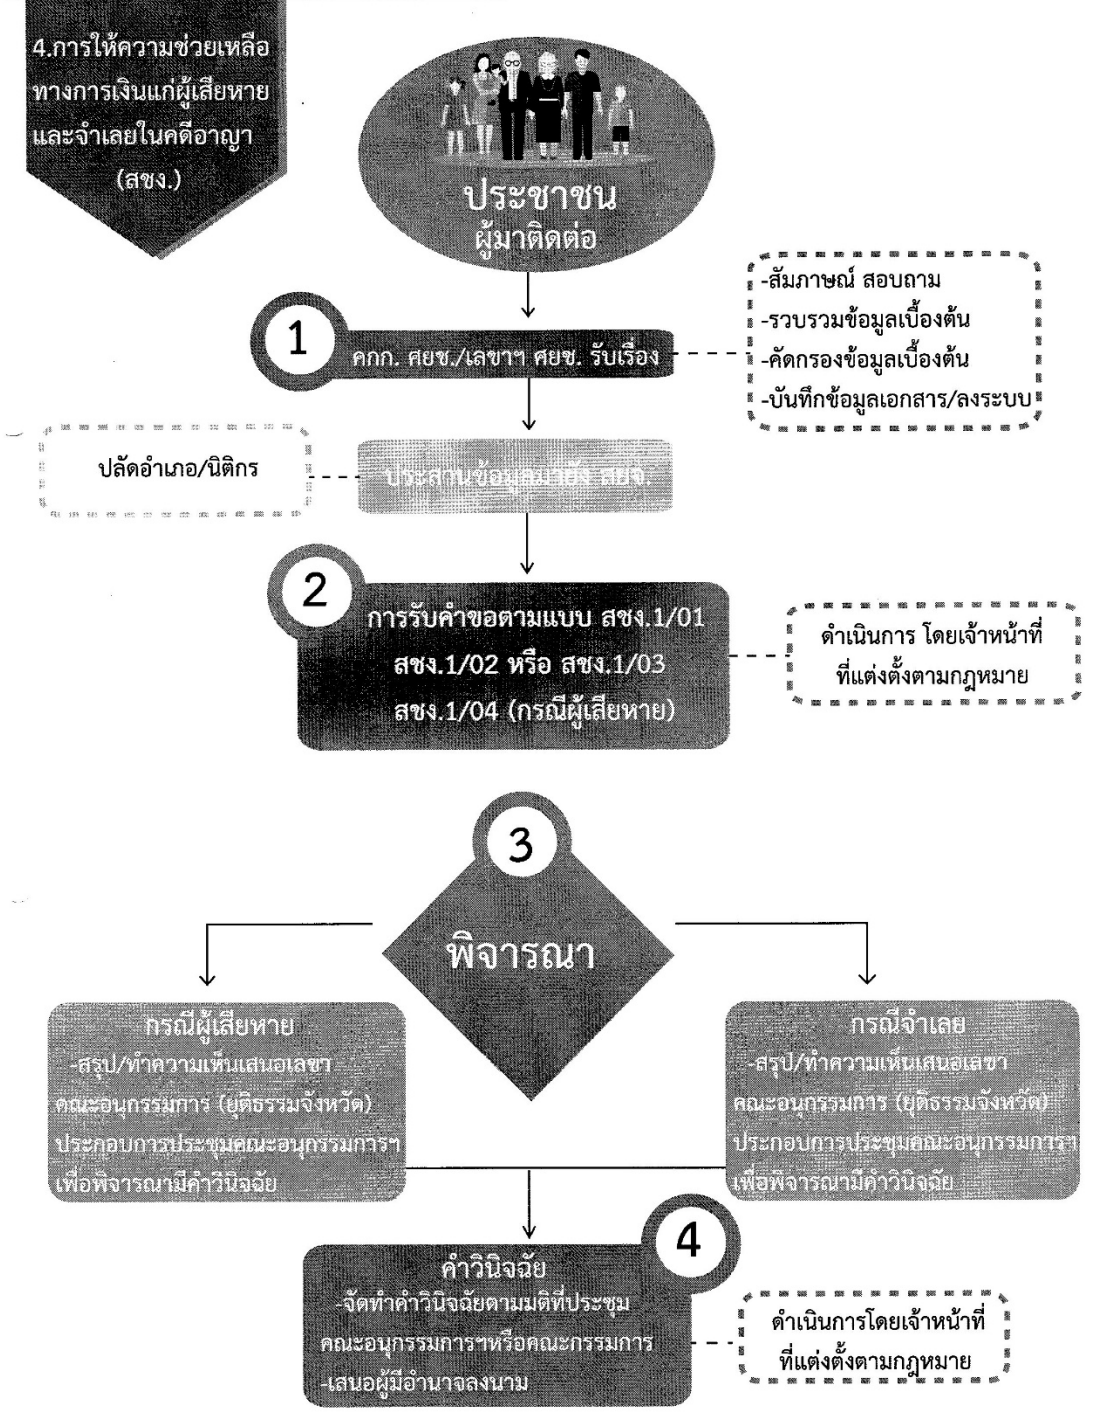 4.การให้ความช่วยเหลือ
ทางการเงินแก่ผู้เสียหาย
และจำเลยในคดีอาญา
(สชง.)
ประชาชน
ผู้มาติดต่อ
1
คกก. ศยช./เลขาฯ ศยช. รับเรื่อง
-สัมภาษณ์ สอบถาม
-รวบรวมข้อมูลเบื้องต้น
-คัดกรองข้อมูลเบื้องต้น
-บันทึกข้อมูลเอกสาร/ลงระบบ
ปลัดอำเภอ/นิติกร
ประสานข้อมูลมายัง ศยจ.
2
การรับคำขอตามแบบ สชง.1/01
สชง.1/02 หรือ สชง.1/03
สชง.1/04 (กรณีผู้เสียหาย)
ดำเนินการ โดยเจ้าหน้าที่
ที่แต่งตั้งตามกฎหมาย
3
พิจารณา
กรณีผู้เสียหาย
-สรุป/ทำความเห็นเสนอเลขา
คณะอนุกรรมการ (ยุติธรรมจังหวัด)
ประกอบการประชุมคณะอนุกรรมการฯ
เพื่อพิจารณามีคำวินิจฉัย
กรณีจำเลย
-สรุป/ทำความเห็นเสนอเลขา
คณะอนุกรรมการ (ยุติธรรมจังหวัด)
ประกอบการประชุมคณะอนุกรรมการฯ
เพื่อพิจารณามีคำวินิจฉัย
4
คำวินิจฉัย
-จัดทำคำวินิจฉัยตามมติที่ประชุม
คณะอนุกรรมการฯหรือคณะกรรมการ
-เสนอผู้มีอำนาจลงนาม
ดำเนินการโดยเจ้าหน้าที่
ที่แต่งตั้งตามกฎหมาย